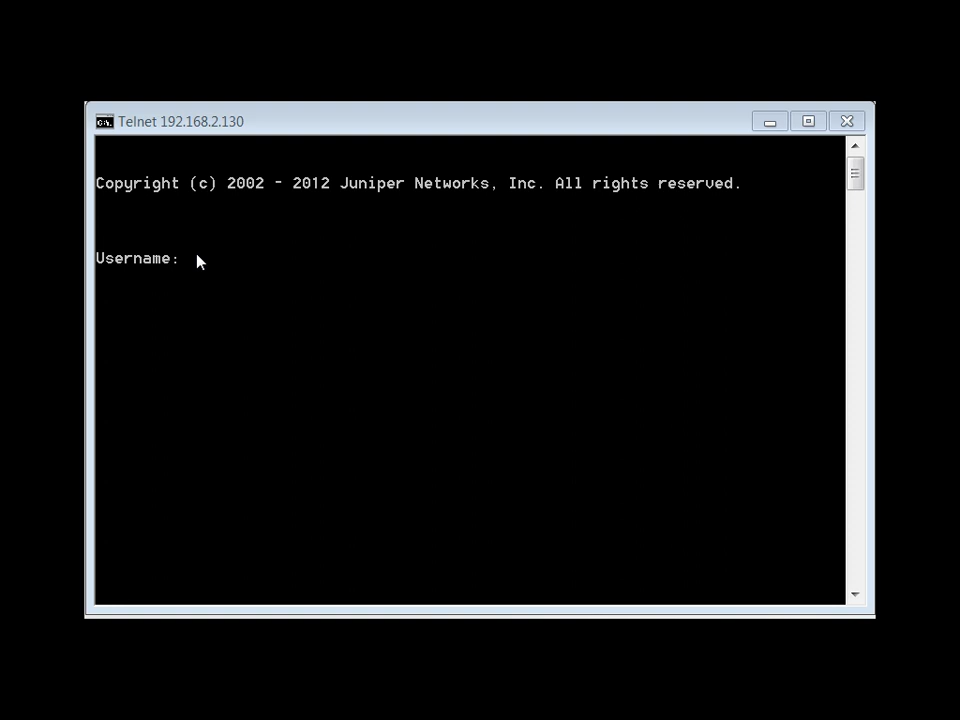 Telnet 192.168.2.130
Copyright (c) 2002 - 2012 Juniper Networks, Inc. All rights reserved.
Username: